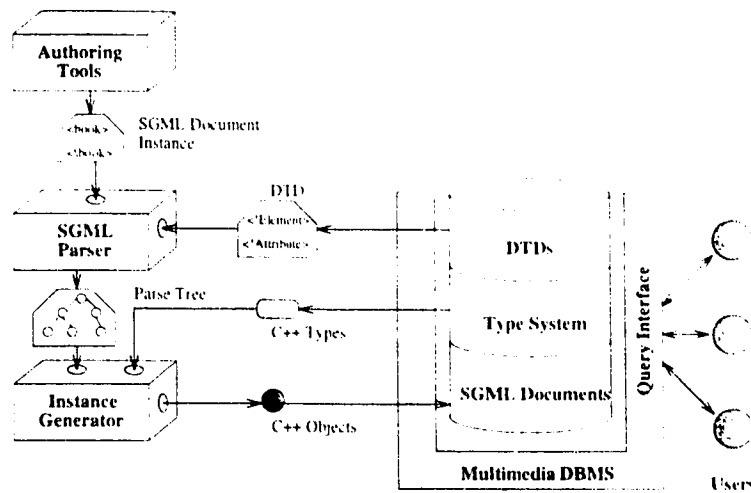 Authoring
Tools
<book>
<!book>
SGML Document
Instance
DTD
<!Element>
<!Attribute>
SGML
Parser
DTDs
Parse Tree
C++ Types
Type System
Query Interface
SGML Documents
Instance
Generator
C++ Objects
Multimedia DBMS
Users